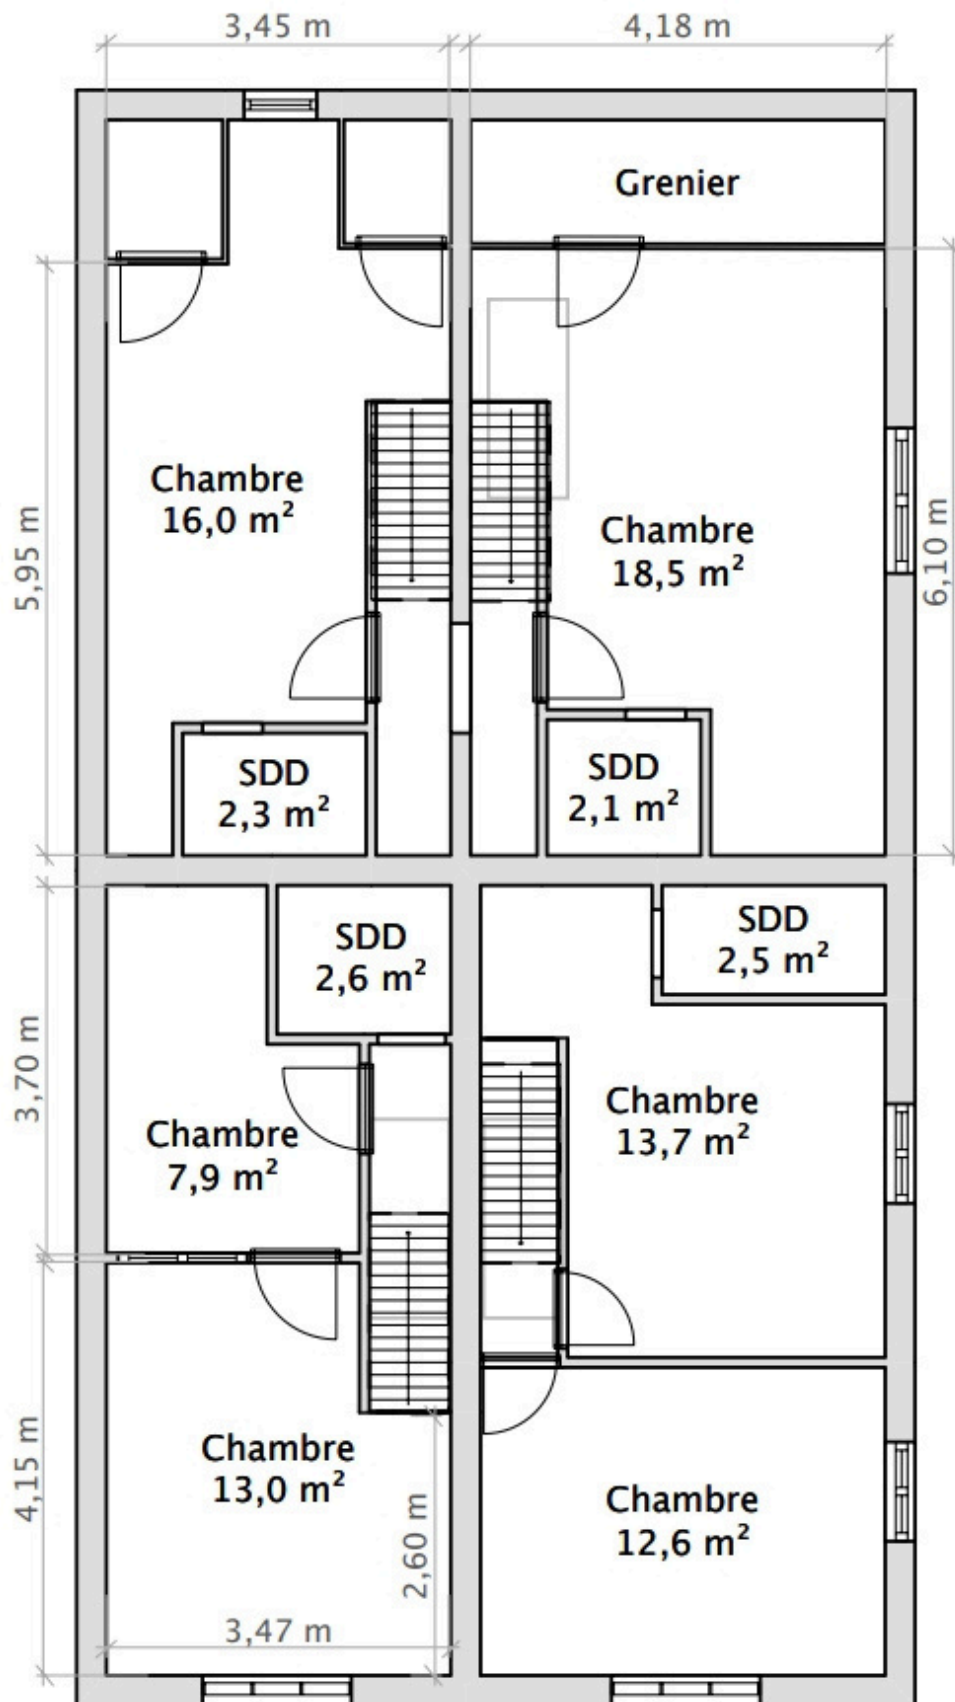 3,45 m
4,18 m
Grenier
Chambre
16,0 m²
Chambre
18,5 m²
5,95 m
6,10 m
SDD
2,3 m²
SDD
2,1 m²
SDD
2,6 m²
SDD
2,5 m²
3,70 m
Chambre
7,9 m²
Chambre
13,7 m²
4,15 m
Chambre
13,0 m²
2,60 m
Chambre
12,6 m²
3,47 m